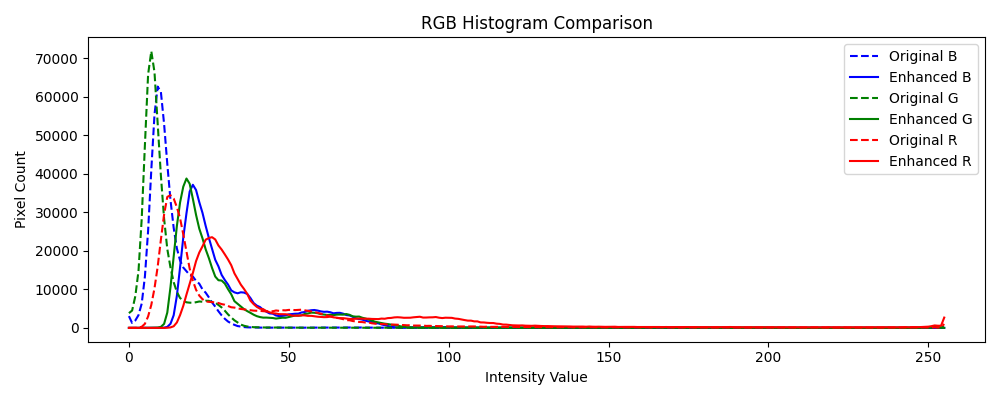 RGB Histogram Comparison
Original B
Enhanced B
Original G
Enhanced G
Original R
Enhanced R
Pixel Count
70000
60000
50000
40000
30000
20000
10000
0
0 50 100 150 200 250
Intensity Value